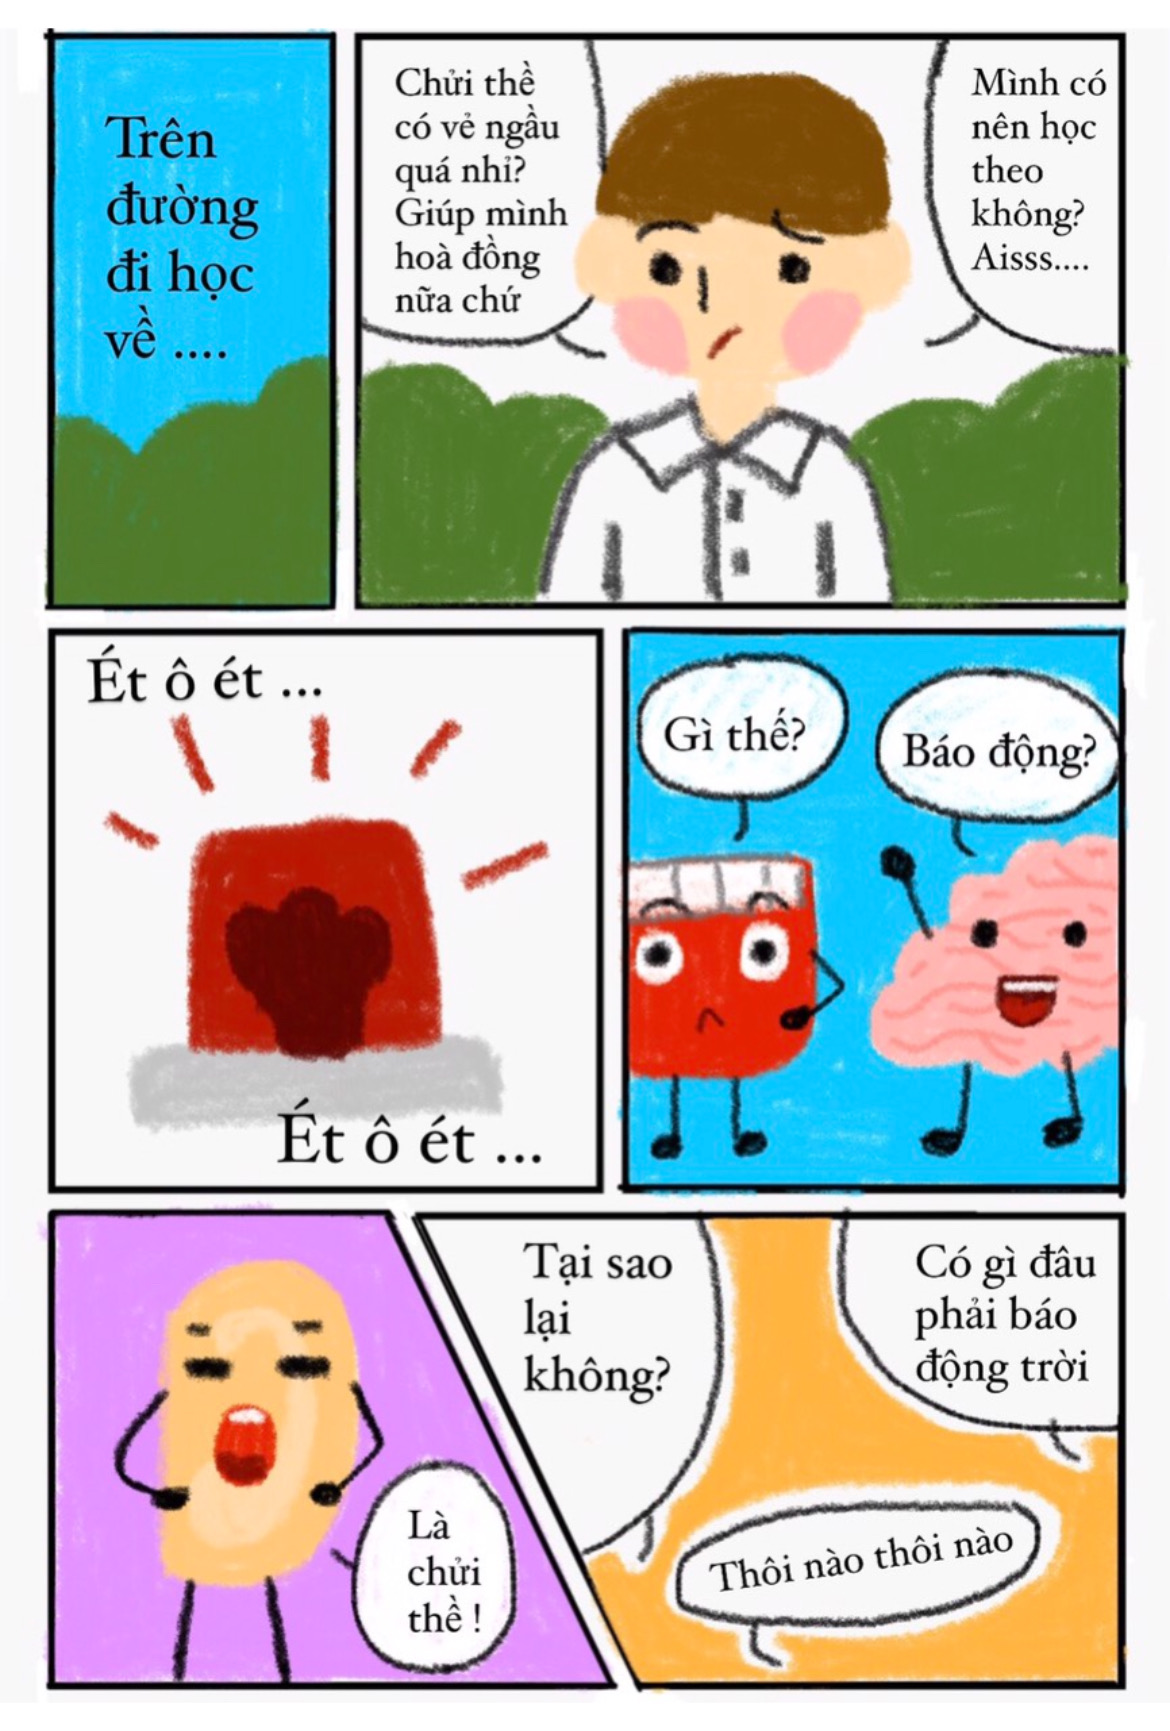 Trên
đường
đi học
về ....
Chửi thề
có vẻ ngầu
quá nhỉ?
Giúp mình
hoà đồng
nữa chứ
Mình có
nên học
theo
không?
Aisss....
Ét ô ét ...
Ét ô ét ...
Gì thế?
Báo động?
Là
chửi
thề !
Tại sao
lại
không?
Có gì đâu
phải báo
động trời
Thôi nào thôi nào